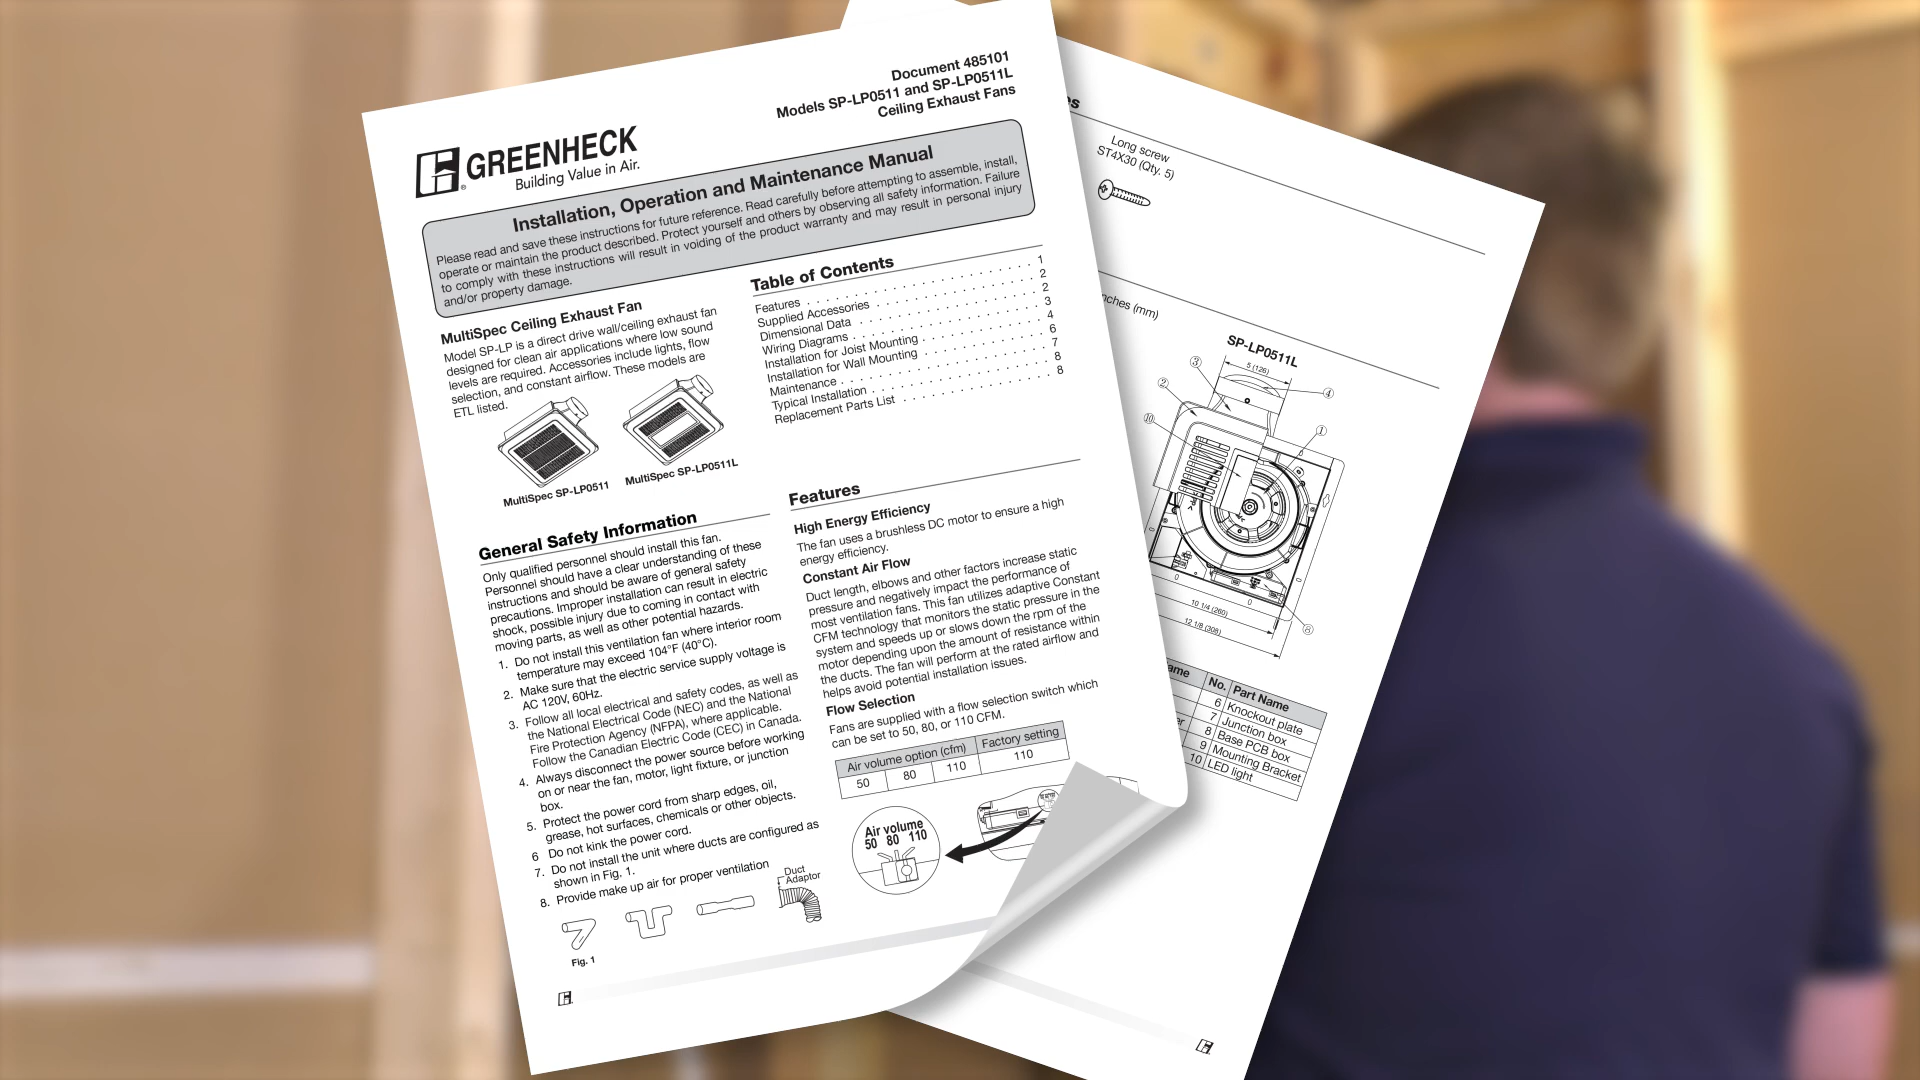 Document 485101
Models SP-LP0511 and SP-LP0511L
Ceiling Exhaust Fans
GREENHECK
Building Value in Air.
Installation, Operation and Maintenance Manual
Please read and save these instructions for future reference. Read carefully before attempting to assemble, install,
operate or maintain the product described. Protect yourself and others by observing all safety information. Failure
to comply with these instructions will result in voiding of the product warranty and may result in personal injury
and/or property damage.
MultiSpec Ceiling Exhaust Fan
Model SP-LP is a direct drive wall/ceiling exhaust fan
designed for clean air applications where low sound
levels are required. Accessories include lights, flow
selection, and constant airflow. These models are
ETL listed.
MultiSpec SP-LP0511
MultiSpec SP-LP0511L
Table of Contents
Features . . . 1
Supplied Accessories . . . 2
Dimensional Data . . . 2
Wiring Diagrams . . . 3
Installation for Joist Mounting . . . 4
Installation for Wall Mounting . . . 6
Maintenance . . . 7
Typical Installation . . . 8
Replacement Parts List . . . 8
General Safety Information
Only qualified personnel should install this fan.
Personnel should have a clear understanding of these
instructions and should be aware of general safety
precautions. Improper installation can result in electric
shock, possible injury due to coming in contact with
moving parts, as well as other potential hazards.
1. Do not install this ventilation fan where interior room
temperature may exceed 104°F (40°C).
2. Make sure that the electric service supply voltage is
AC 120V, 60Hz.
3. Follow all local electrical and safety codes, as well as
the National Electrical Code (NEC) and the National
Fire Protection Agency (NFPA), where applicable.
Follow the Canadian Electric Code (CEC) in Canada.
4. Always disconnect the power source before working
on or near the fan, motor, light fixture, or junction
box.
5. Protect the power cord from sharp edges, oil,
grease, hot surfaces, chemicals or other objects.
6 Do not kink the power cord.
7. Do not install the unit where ducts are configured as
shown in Fig. 1.
8. Provide make up air for proper ventilation
Duct
Adaptor
Fig. 1
Features
High Energy Efficiency
The fan uses a brushless DC motor to ensure a high
energy efficiency.
Constant Air Flow
Duct length, elbows and other factors increase static
pressure and negatively impact the performance of
most ventilation fans. This fan utilizes adaptive Constant
CFM technology that monitors the static pressure in the
system and speeds up or slows down the rpm of the
motor depending upon the amount of resistance within
the ducts. The fan will perform at the rated airflow and
helps avoid potential installation issues.
Flow Selection
Fans are supplied with a flow selection switch which
can be set to 50, 80, or 110 CFM.
Air volume option (cfm) Factory setting
50 80 110 110
Air volume
50 80 110
es
Long screw
ST4X30 (Qty. 5)
nches (mm)
SP-LP0511L
5 (126)
3
4
2
10
1
8
10 1/4 (260)
12 1/8 (308)
ame No. Part Name
6 Knockout plate
er 7 Junction box
8 Base PCB box
9 Mounting Bracket
10 LED light